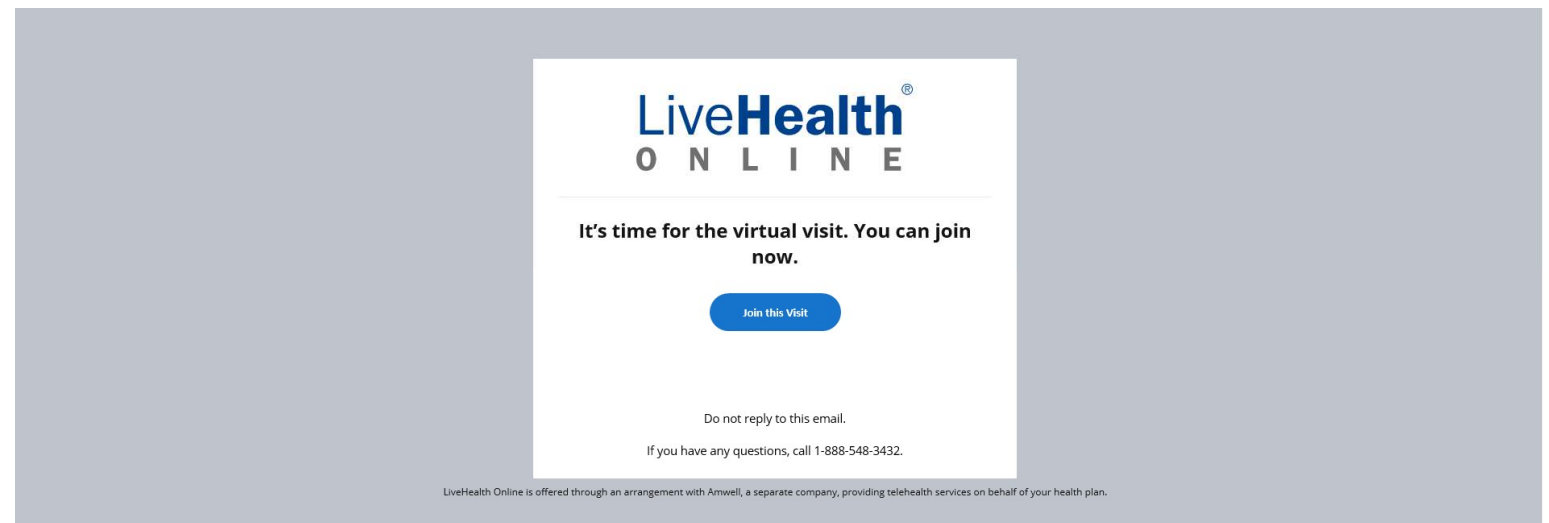 LiveHealth®
ONLINE
It’s time for the virtual visit. You can join
now.
Join this Visit
Do not reply to this email.
If you have any questions, call 1-888-548-3432.
LiveHealth Online is offered through an arrangement with Amwell, a separate company, providing telehealth services on behalf of your health plan.